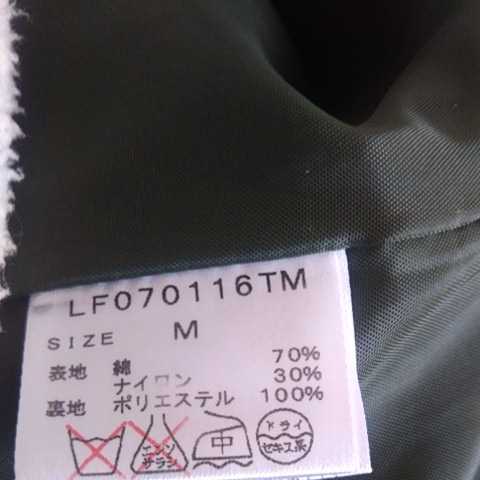 LF070116TM
SIZE M
表地 綿 70%
ナイロン 30%
裏地 ポリエステル 100%
エンソ サラシ 中 ドライ セキユ系